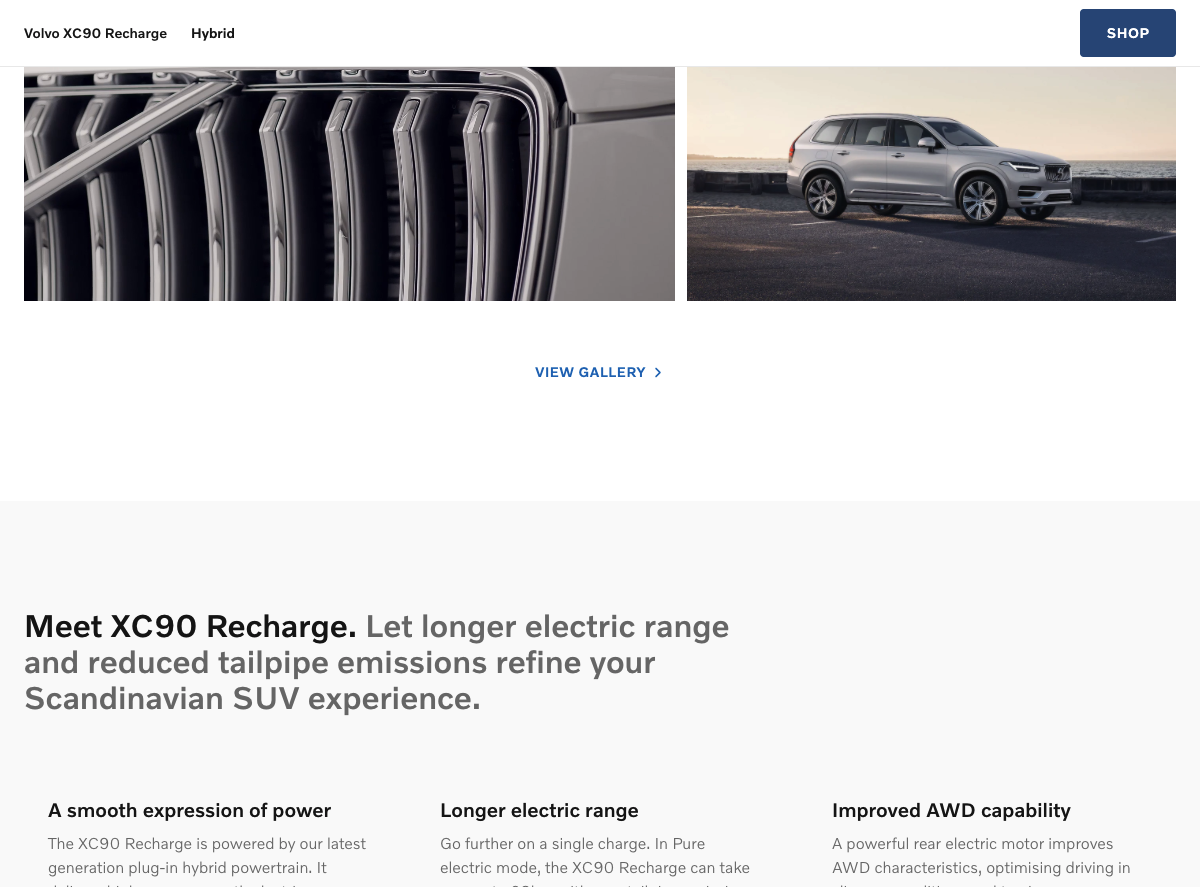 Volvo XC90 Recharge
Hybrid
SHOP
VIEW GALLERY
Meet XC90 Recharge. Let longer electric range
and reduced tailpipe emissions refine your
Scandinavian SUV experience.
A smooth expression of power
The XC90 Recharge is powered by our latest
generation plug-in hybrid powertrain. It
Longer electric range
Go further on a single charge. In Pure
electric mode, the XC90 Recharge can take
Improved AWD capability
A powerful rear electric motor improves
AWD characteristics, optimising driving in